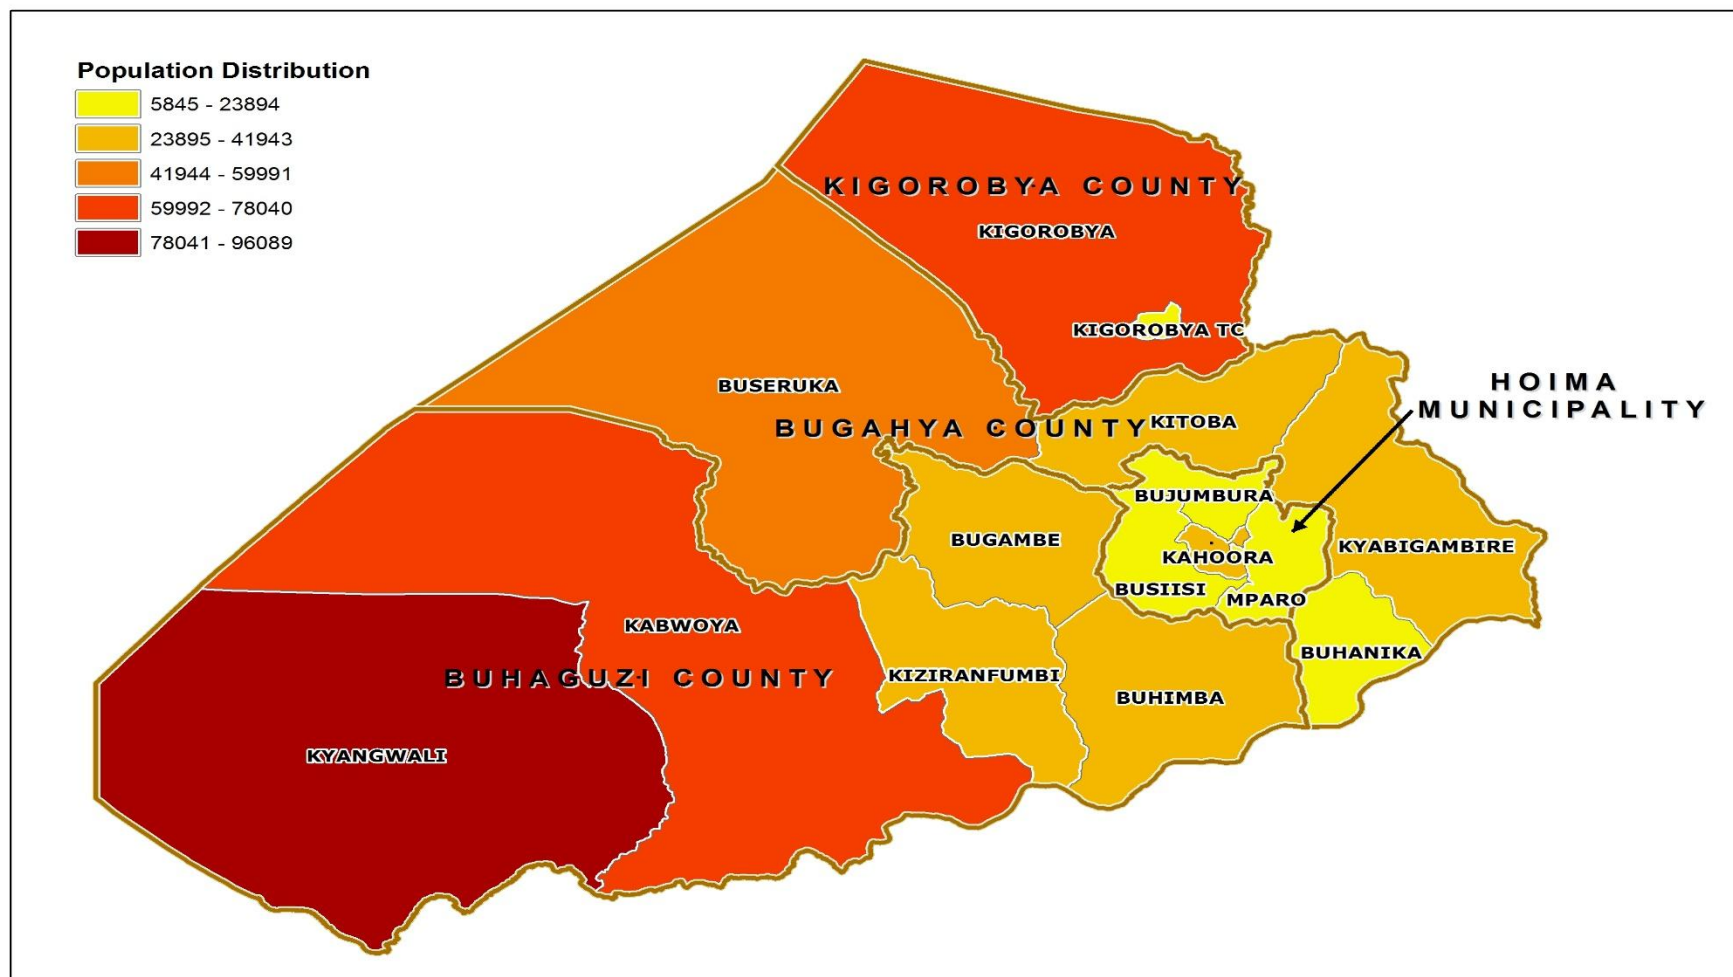 Population Distribution
5845 - 23894
23895 - 41943
41944 - 59991
59992 - 78040
78041 - 96089
KIGOROBYA COUNTY
KIGOROBYA
KIGOROBYA TC
BUSERUKA
HOIMA
MUNICIPALITY
BUGAHYA COUNTY
KITOBA
BUJUMBURA
BUGAMBE
KAHOORA
KYABIGAMBIRE
BUSIISI
MPARO
KABWOYA
BUHANIKA
BUHAGUZI COUNTY
KIZIRANFUMBI
BUHIMBA
KYANGWALI